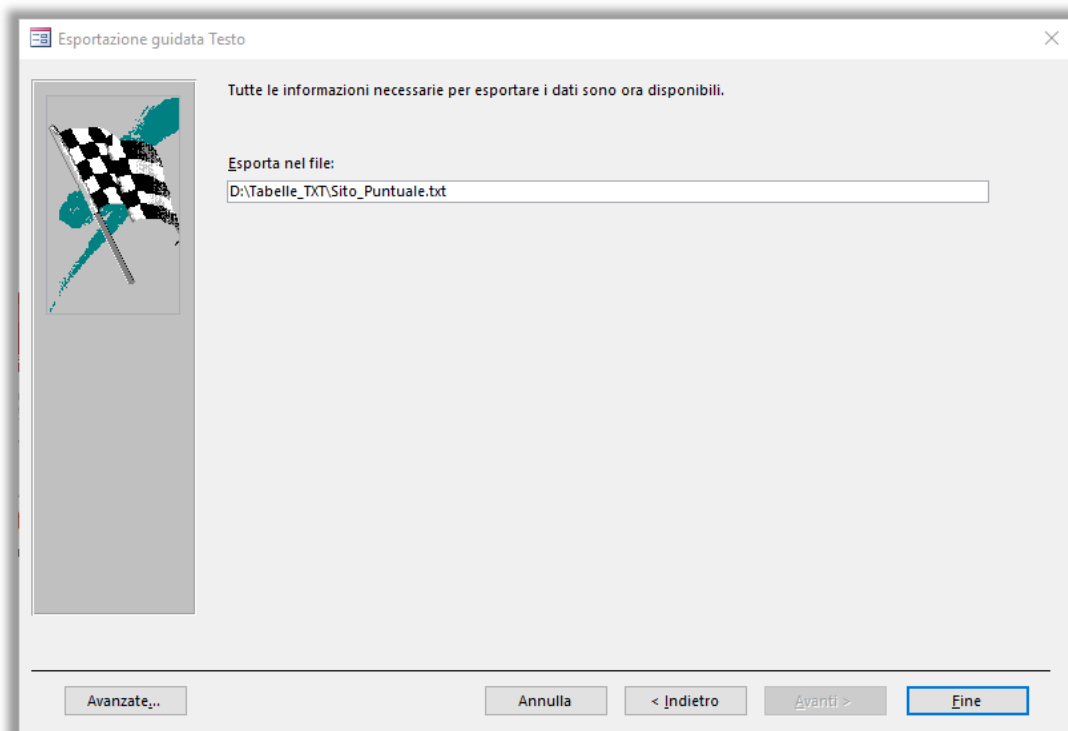 Esportazione guidata Testo
Tutte le informazioni necessarie per esportare i dati sono ora disponibili.
Esporta nel file:
D:\Tabelle_TXT\Sito_Puntuale.txt
Avanzate...
Annulla
< Indietro
Avanti >
Fine